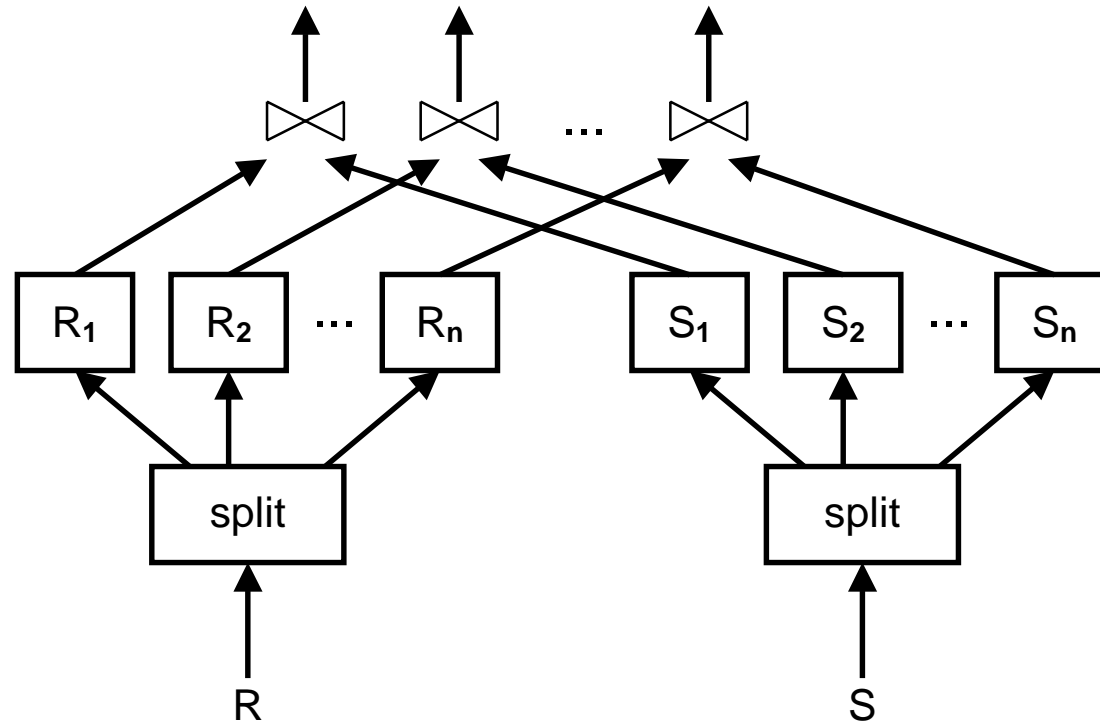 ...
R₁ R₂ ... Rₙ S₁ S₂ ... Sₙ
split split
R S